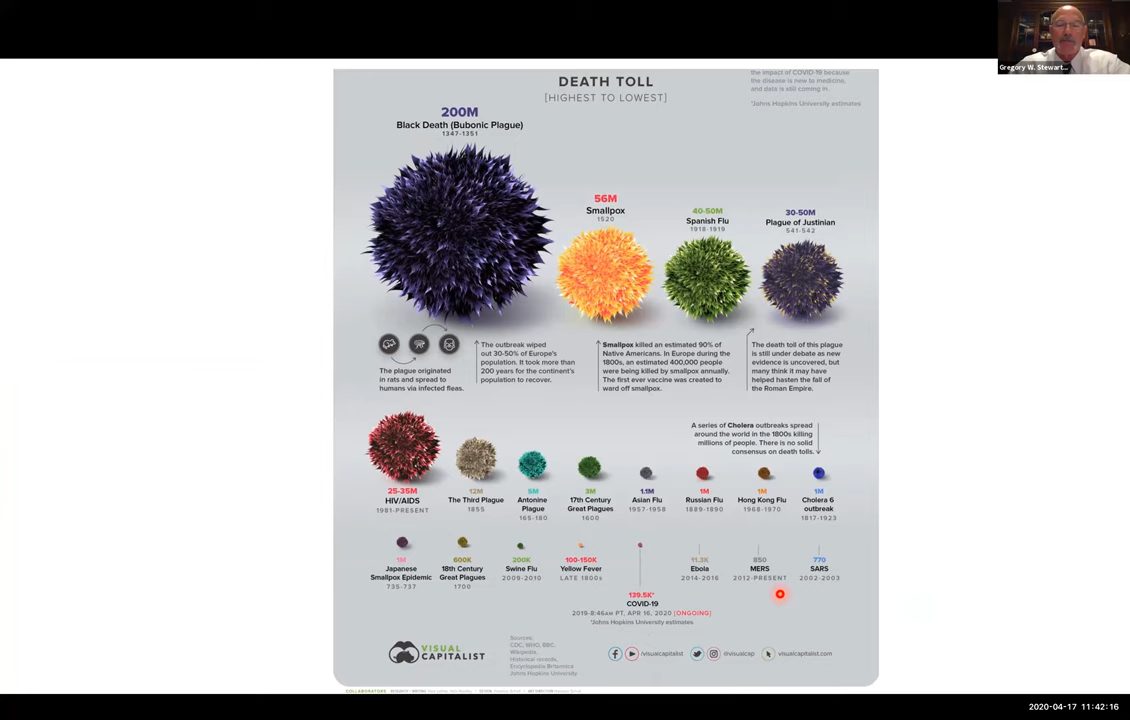 Gregory W. Stewart...
the impact of COVID-19 because
the disease is new to medicine,
and data is still coming in.
*Johns Hopkins University estimates
DEATH TOLL
[HIGHEST TO LOWEST]
200M
Black Death (Bubonic Plague)
1347-1351
56M
Smallpox
1520
40-50M
Spanish Flu
1918-1919
30-50M
Plague of Justinian
541-542
The plague originated
in rats and spread to
humans via infected fleas.
The outbreak wiped
out 30-50% of Europe's
population. It took more than
200 years for the continent's
population to recover.
Smallpox killed an estimated 90% of
Native Americans. In Europe during the
1800s, an estimated 400,000 people
were being killed by smallpox annually.
The first ever vaccine was created to
ward off smallpox.
The death toll of this plague
is still under debate as new
evidence is uncovered, but
many think it may have
helped hasten the fall of
the Roman Empire.
A series of Cholera outbreaks spread
around the world in the 1800s killing
millions of people. There is no solid
consensus on death tolls.
25-35M
HIV/AIDS
1981-PRESENT
12M
The Third Plague
1855
5M
Antonine
Plague
165-180
3M
17th Century
Great Plagues
1600
1.1M
Asian Flu
1957-1958
1M
Russian Flu
1889-1890
1M
Hong Kong Flu
1968-1970
1M
Cholera 6
outbreak
1817-1923
1M
Japanese
Smallpox Epidemic
735-737
600K
18th Century
Great Plagues
1700
200K
Swine Flu
2009-2010
100-150K
Yellow Fever
LATE 1800s
139.5K*
COVID-19
2019-8:46AM PT, APR 16, 2020 [ONGOING]
*Johns Hopkins University estimates
11.3K
Ebola
2014-2016
850
MERS
2012-PRESENT
770
SARS
2002-2003
VISUAL
CAPITALIST
Sources:
CDC, WHO, BBC,
Wikipedia,
Historical records,
Encyclopedia Britannica
Johns Hopkins University
/visualcapitalist
@visualcap
visualcapitalist.com
COLLABORATORS
2020-04-17 11:42:16